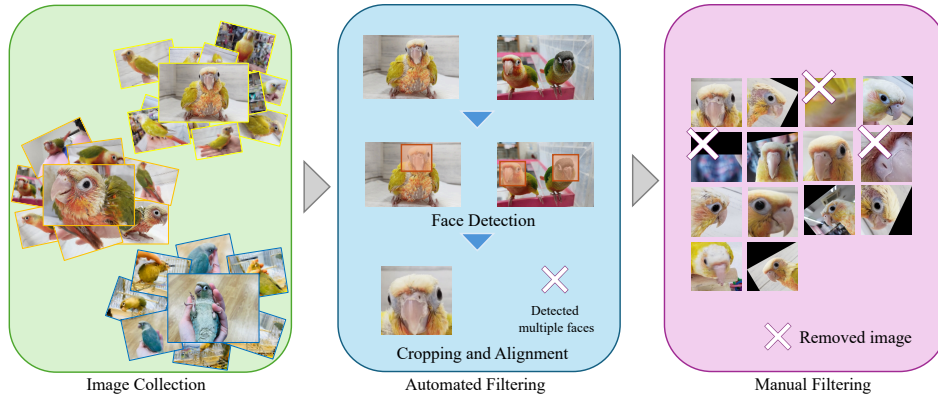 Face Detection
Detected
multiple faces
Cropping and Alignment
Removed image
Image Collection
Automated Filtering
Manual Filtering